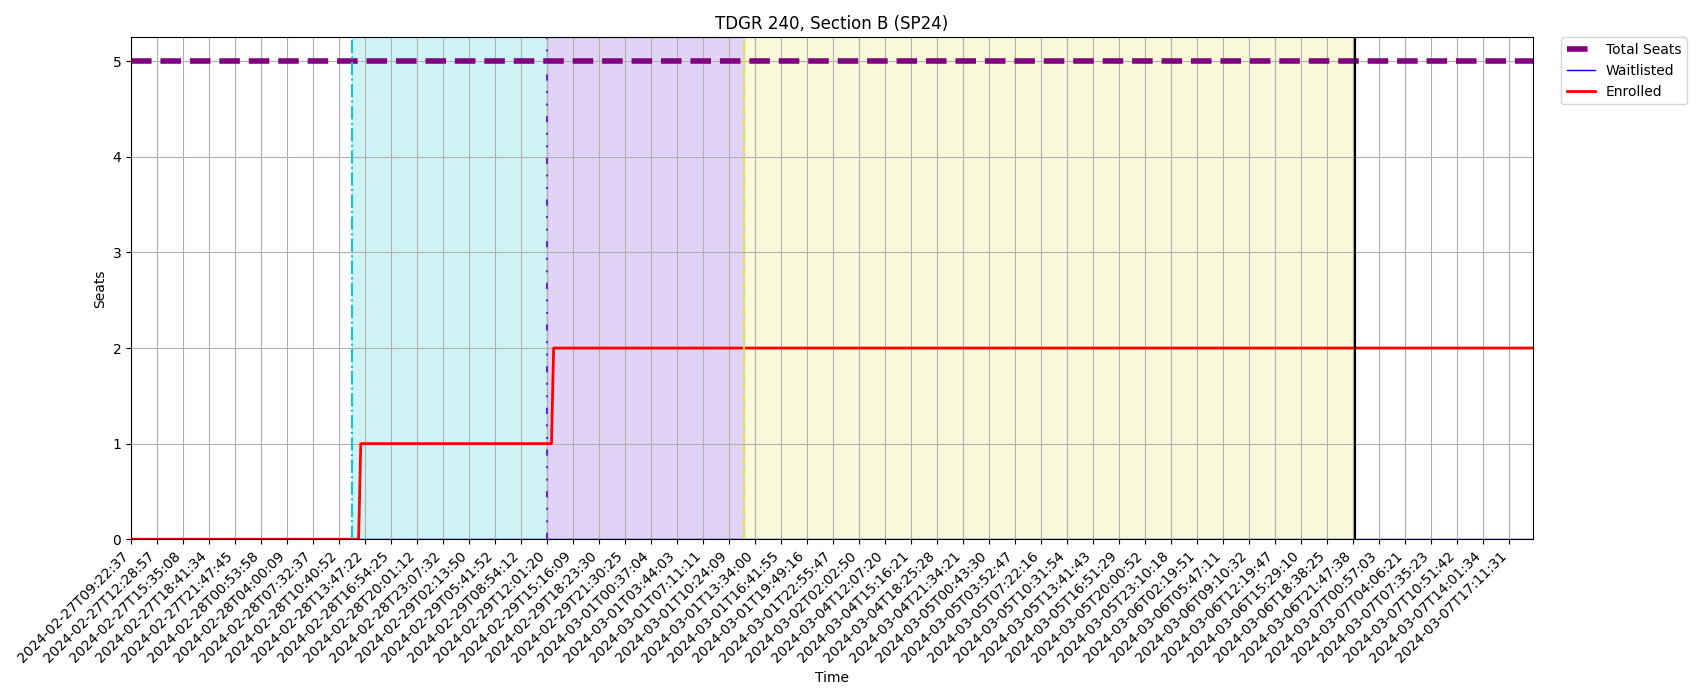 TDGR 240, Section B (SP24)
Total Seats
Waitlisted
Enrolled
5
4
3
2
1
0
Seats
2024-02-27T09:22:37
2024-02-27T12:28:57
2024-02-27T15:35:08
2024-02-27T18:41:34
2024-02-27T21:47:45
2024-02-28T00:53:58
2024-02-28T04:00:09
2024-02-28T07:32:37
2024-02-28T10:40:52
2024-02-28T13:47:22
2024-02-28T16:54:25
2024-02-28T20:01:12
2024-02-28T23:07:32
2024-02-29T02:13:50
2024-02-29T05:41:52
2024-02-29T08:54:12
2024-02-29T12:01:20
2024-02-29T15:16:09
2024-02-29T18:23:30
2024-02-29T21:30:25
2024-03-01T00:37:04
2024-03-01T03:44:03
2024-03-01T07:11:11
2024-03-01T10:24:09
2024-03-01T13:34:00
2024-03-01T16:41:55
2024-03-01T19:49:16
2024-03-01T22:55:47
2024-03-02T02:02:50
2024-03-04T12:07:20
2024-03-04T15:16:21
2024-03-04T18:25:28
2024-03-04T21:34:21
2024-03-05T00:43:30
2024-03-05T03:52:47
2024-03-05T07:22:16
2024-03-05T10:31:54
2024-03-05T13:41:43
2024-03-05T16:51:29
2024-03-05T20:00:52
2024-03-05T23:10:18
2024-03-06T02:19:51
2024-03-06T05:47:11
2024-03-06T09:10:32
2024-03-06T12:19:47
2024-03-06T15:29:10
2024-03-06T18:38:25
2024-03-06T21:47:38
2024-03-07T00:57:03
2024-03-07T04:06:21
2024-03-07T07:35:23
2024-03-07T10:51:42
2024-03-07T14:01:34
2024-03-07T17:11:31
Time